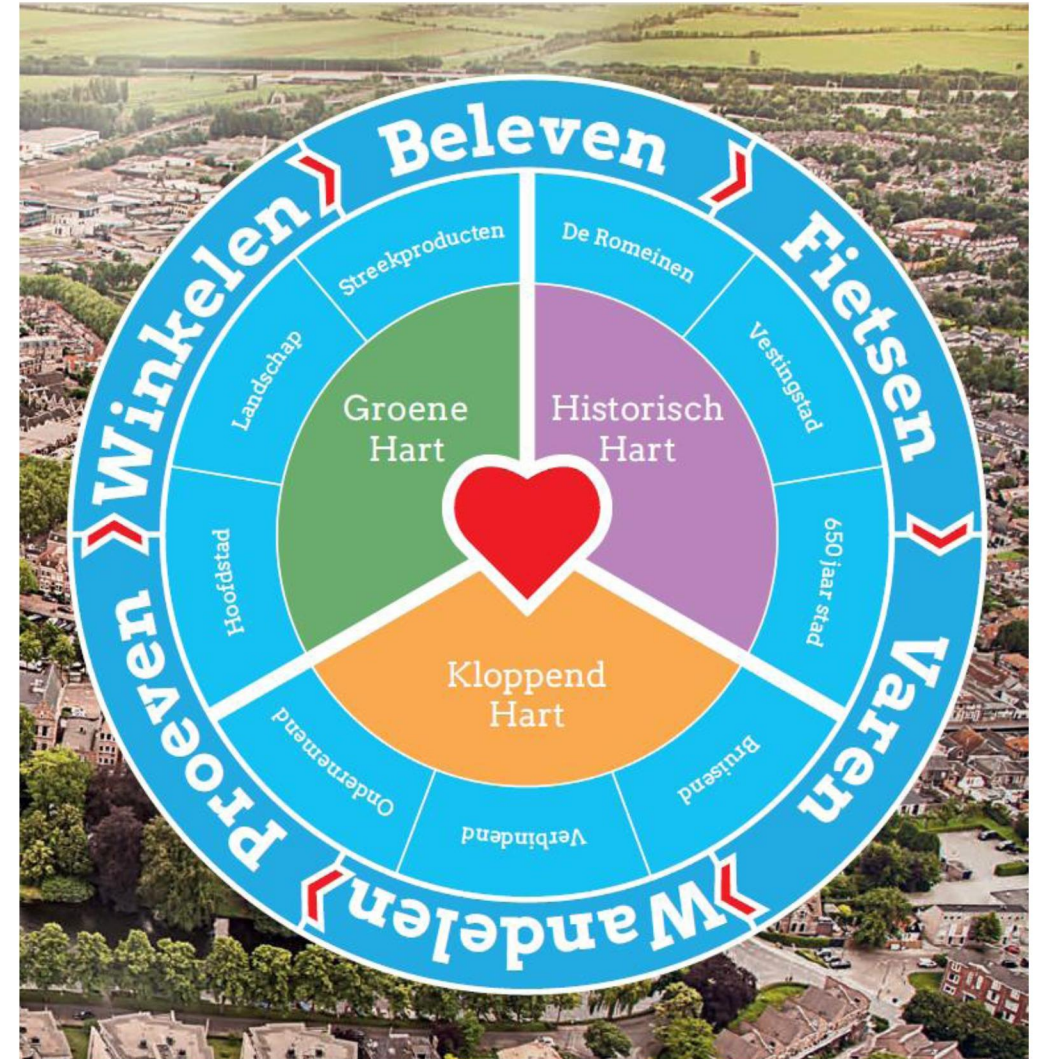 Beleven
Fietsen
Varen
Wandelen
Proeven
Winkelen
De Romeinen
Vestingstad
650 jaar stad
Bruisend
Verbindend
Ondernemend
Hoofdstad
Landschap
Streekproducten
Groene
Hart
Historisch
Hart
Kloppend
Hart